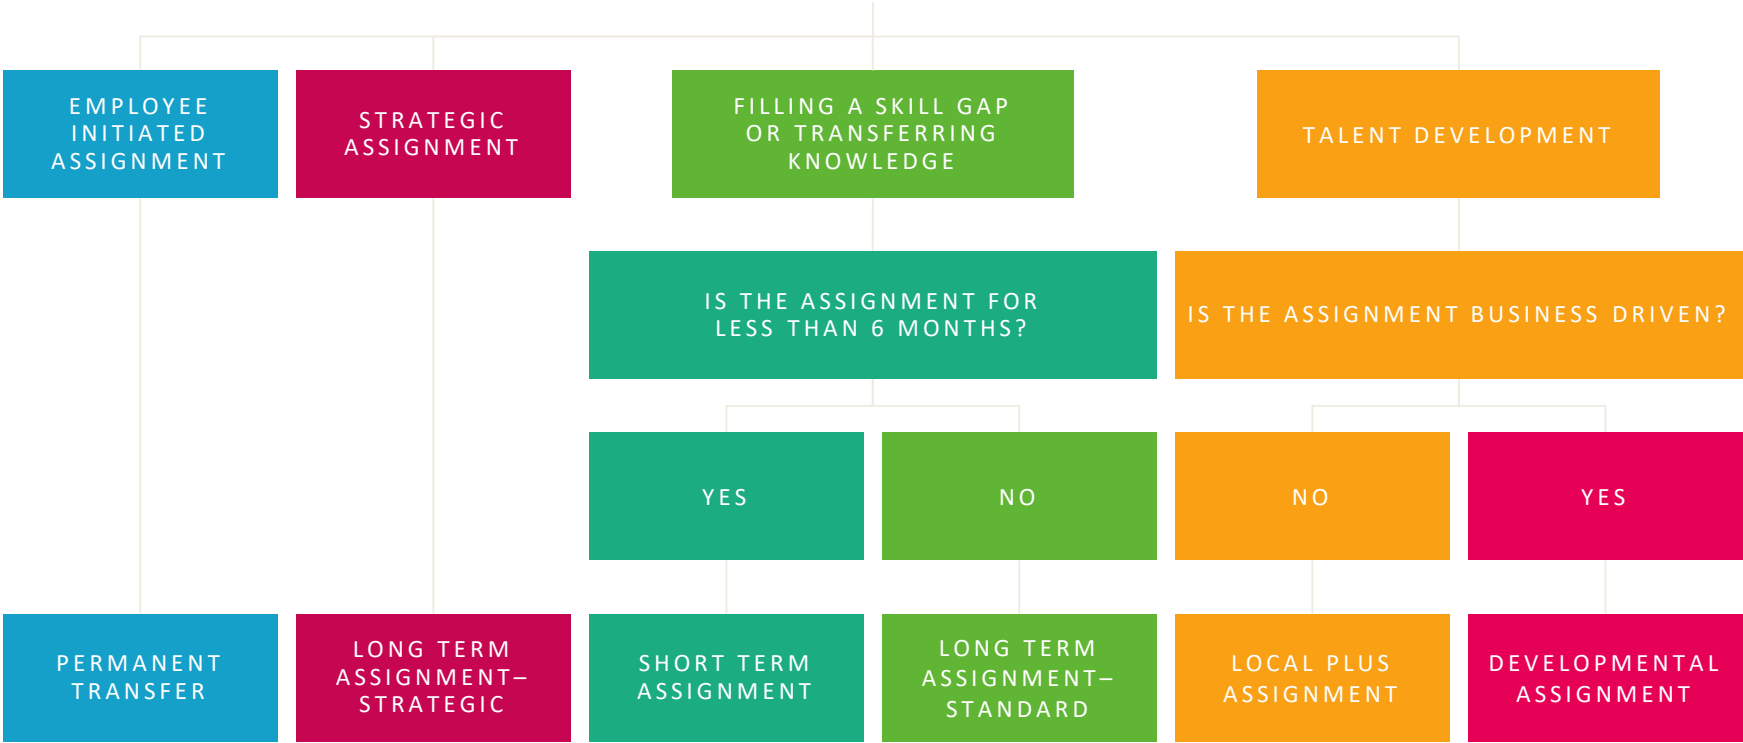 EMPLOYEE
INITIATED
ASSIGNMENT
STRATEGIC
ASSIGNMENT
FILLING A SKILL GAP
OR TRANSFERRING
KNOWLEDGE
TALENT DEVELOPMENT
IS THE ASSIGNMENT FOR
LESS THAN 6 MONTHS?
IS THE ASSIGNMENT BUSINESS DRIVEN?
YES
NO
NO
YES
PERMANENT
TRANSFER
LONG TERM
ASSIGNMENT–
STRATEGIC
SHORT TERM
ASSIGNMENT
LONG TERM
ASSIGNMENT–
STANDARD
LOCAL PLUS
ASSIGNMENT
DEVELOPMENTAL
ASSIGNMENT